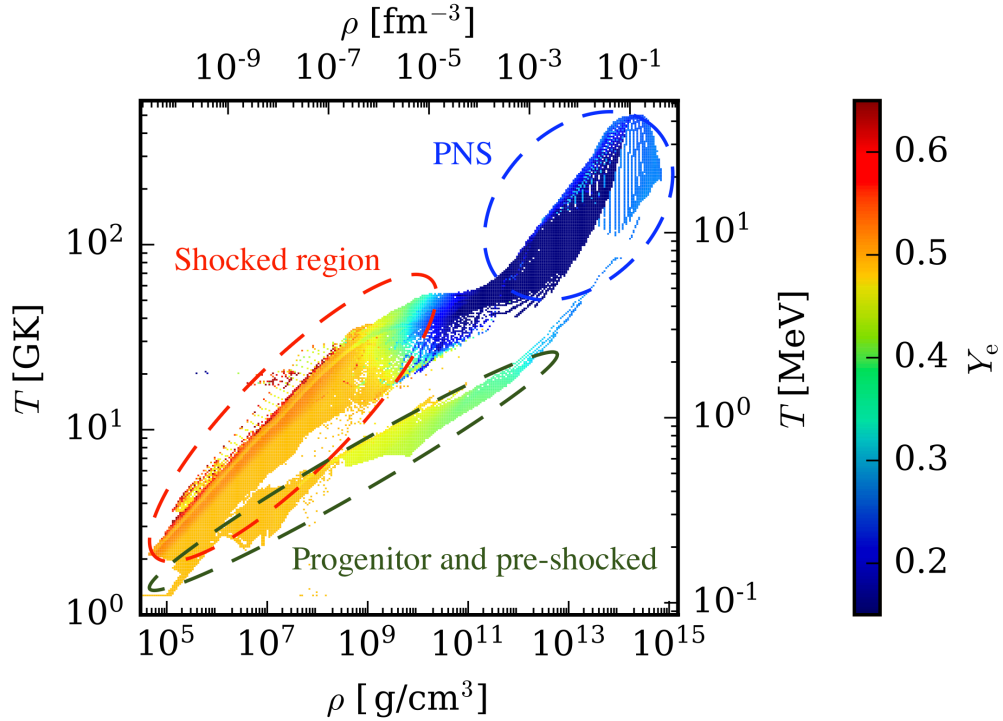 ρ [fm⁻³]
10⁻⁹ 10⁻⁷ 10⁻⁵ 10⁻³ 10⁻¹
PNS
Shocked region
Progenitor and pre-shocked
T [GK]
10²
10¹
10⁰
T [MeV]
10¹
10⁰
10⁻¹
10⁵ 10⁷ 10⁹ 10¹¹ 10¹³ 10¹⁵
ρ [g/cm³]
0.6
0.5
0.4
0.3
0.2
Yₑ